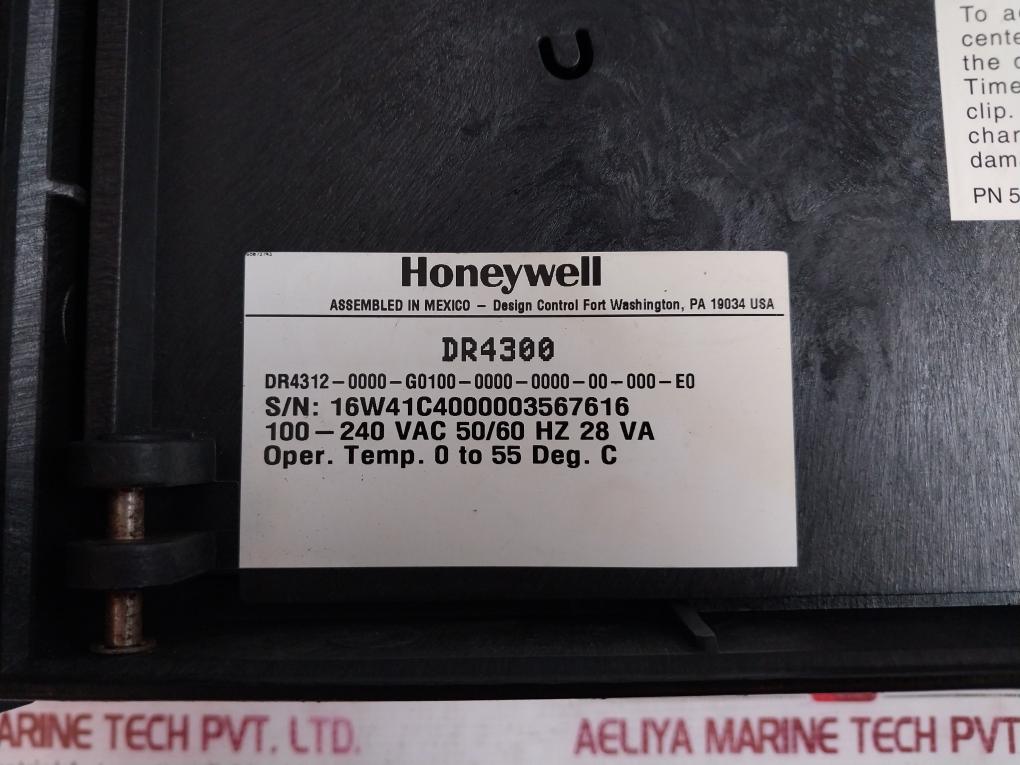 To
cente
the
Time
clip.
char
dam
PN 5
Honeywell
ASSEMBLED IN MEXICO – Design Control Fort Washington, PA 19034 USA
DR4300
DR4312-0000-G0100-0000-0000-00-000-E0
S/N: 16W41C4000003567616
100-240 VAC 50/60 HZ 28 VA
Oper. Temp. 0 to 55 Deg. C
ARINE TECH PVT. LTD.
AELIYA MARINE TECH PVT